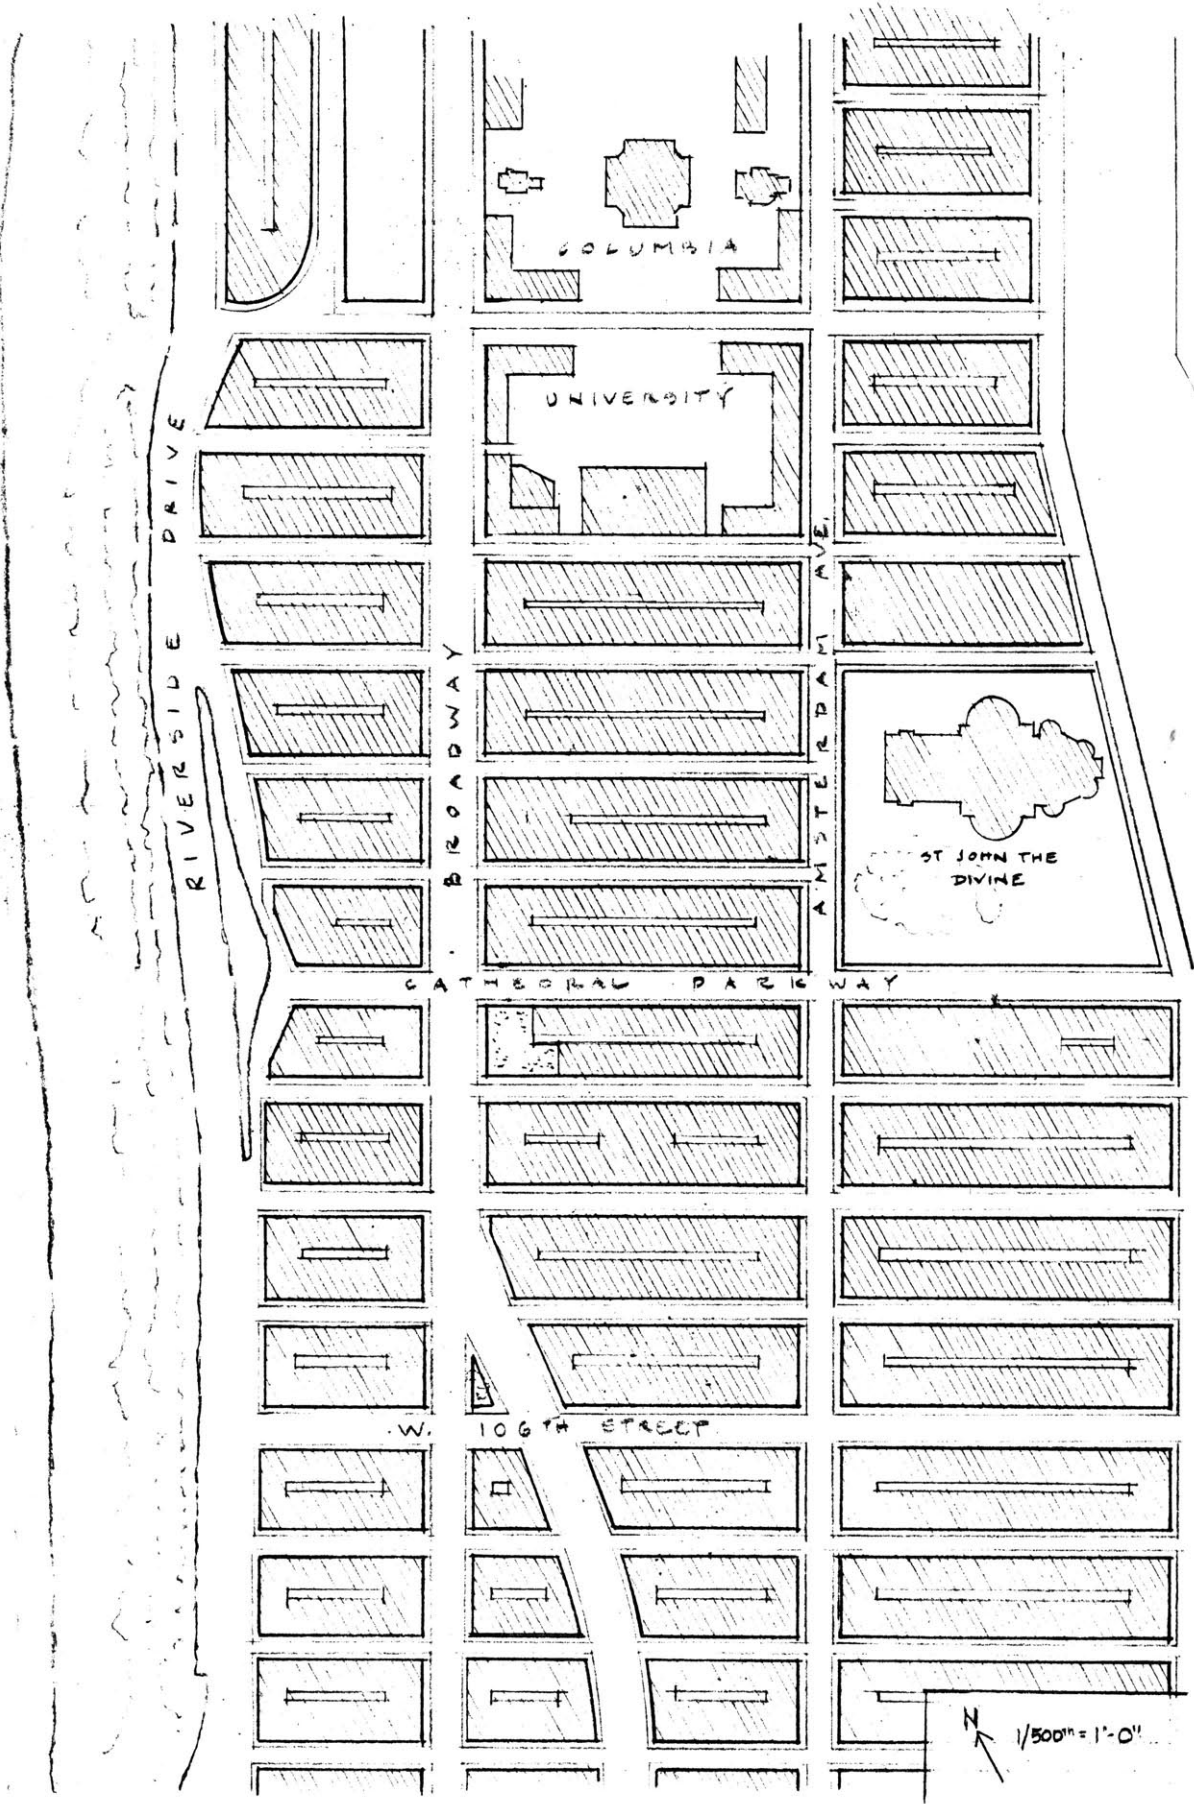 COLUMBIA
UNIVERSITY
RIVERSIDE DRIVE
BROADWAY
AMSTERDAM AVE.
ST JOHN THE
DIVINE
CATHEDRAL PARKWAY
W. 106TH STREET
N
1/500TH = 1'-0"